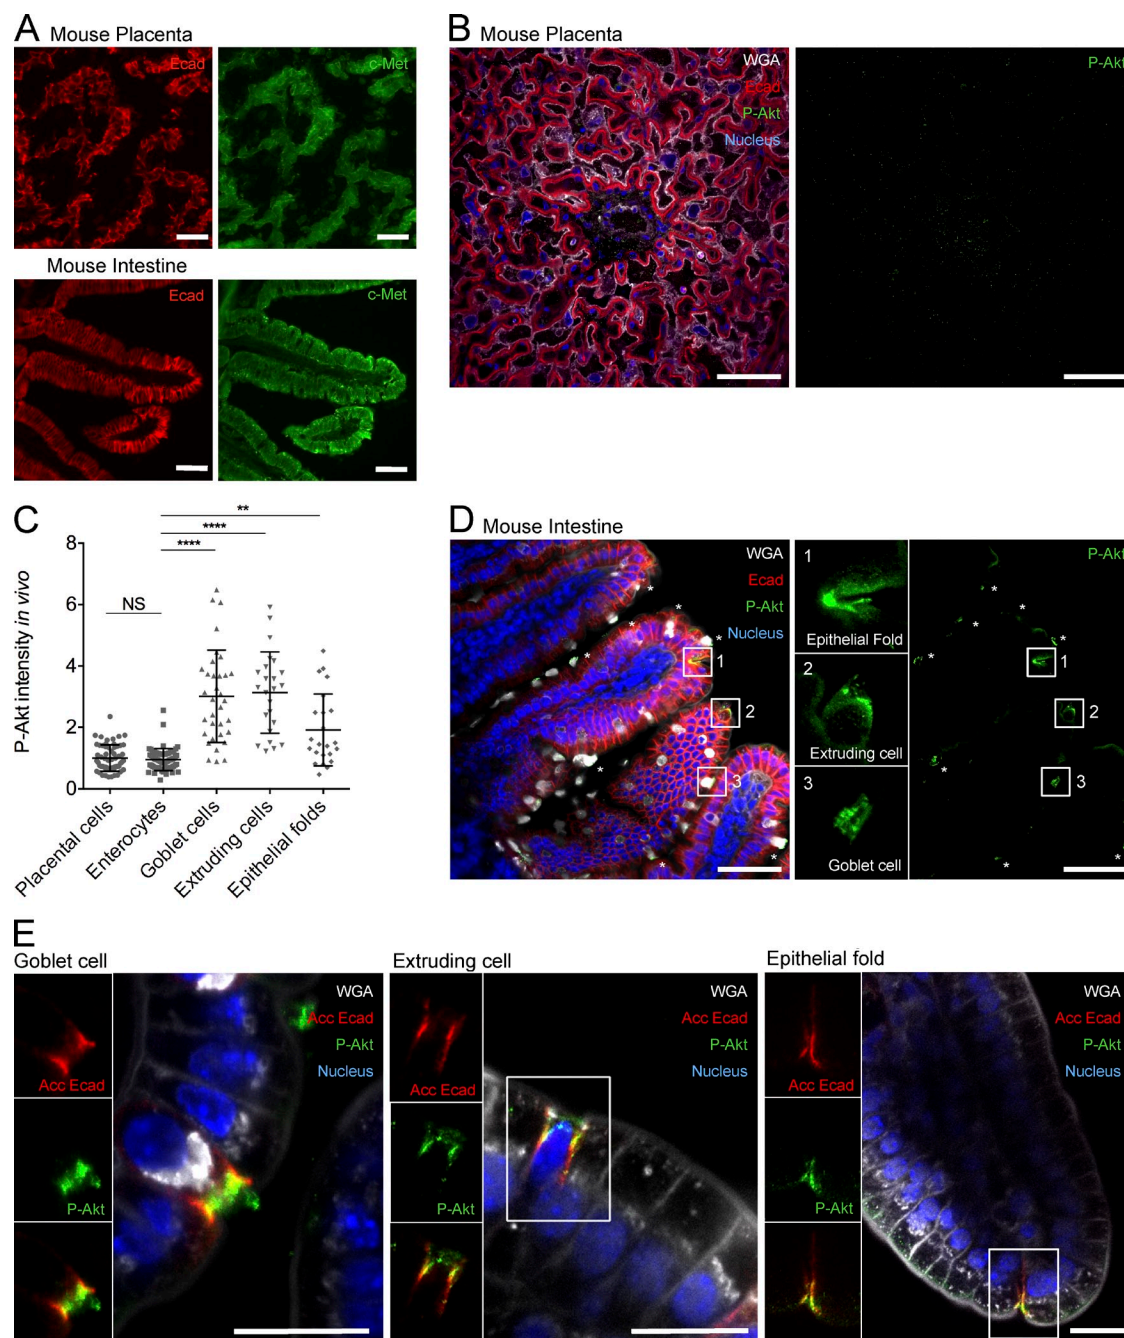 A Mouse Placenta
Ecad
c-Met
Mouse Intestine
Ecad
c-Met
B Mouse Placenta
WGA
Ecad
P-Akt
Nucleus
P-Akt
C
P-Akt intensity in vivo
8
6
4
2
0
NS
****
****
**
Placental cells
Enterocytes
Goblet cells
Extruding cells
Epithelial folds
D Mouse Intestine
WGA
Ecad
P-Akt
Nucleus
*
*
*
*
*
*
*
*
1
2
3
1
Epithelial Fold
2
Extruding cell
3
Goblet cell
P-Akt
*
*
*
*
*
*
*
*
1
2
3
E
Goblet cell
Acc Ecad
P-Akt
WGA
Acc Ecad
P-Akt
Nucleus
Extruding cell
Acc Ecad
P-Akt
WGA
Acc Ecad
P-Akt
Nucleus
Epithelial fold
Acc Ecad
P-Akt
WGA
Acc Ecad
P-Akt
Nucleus